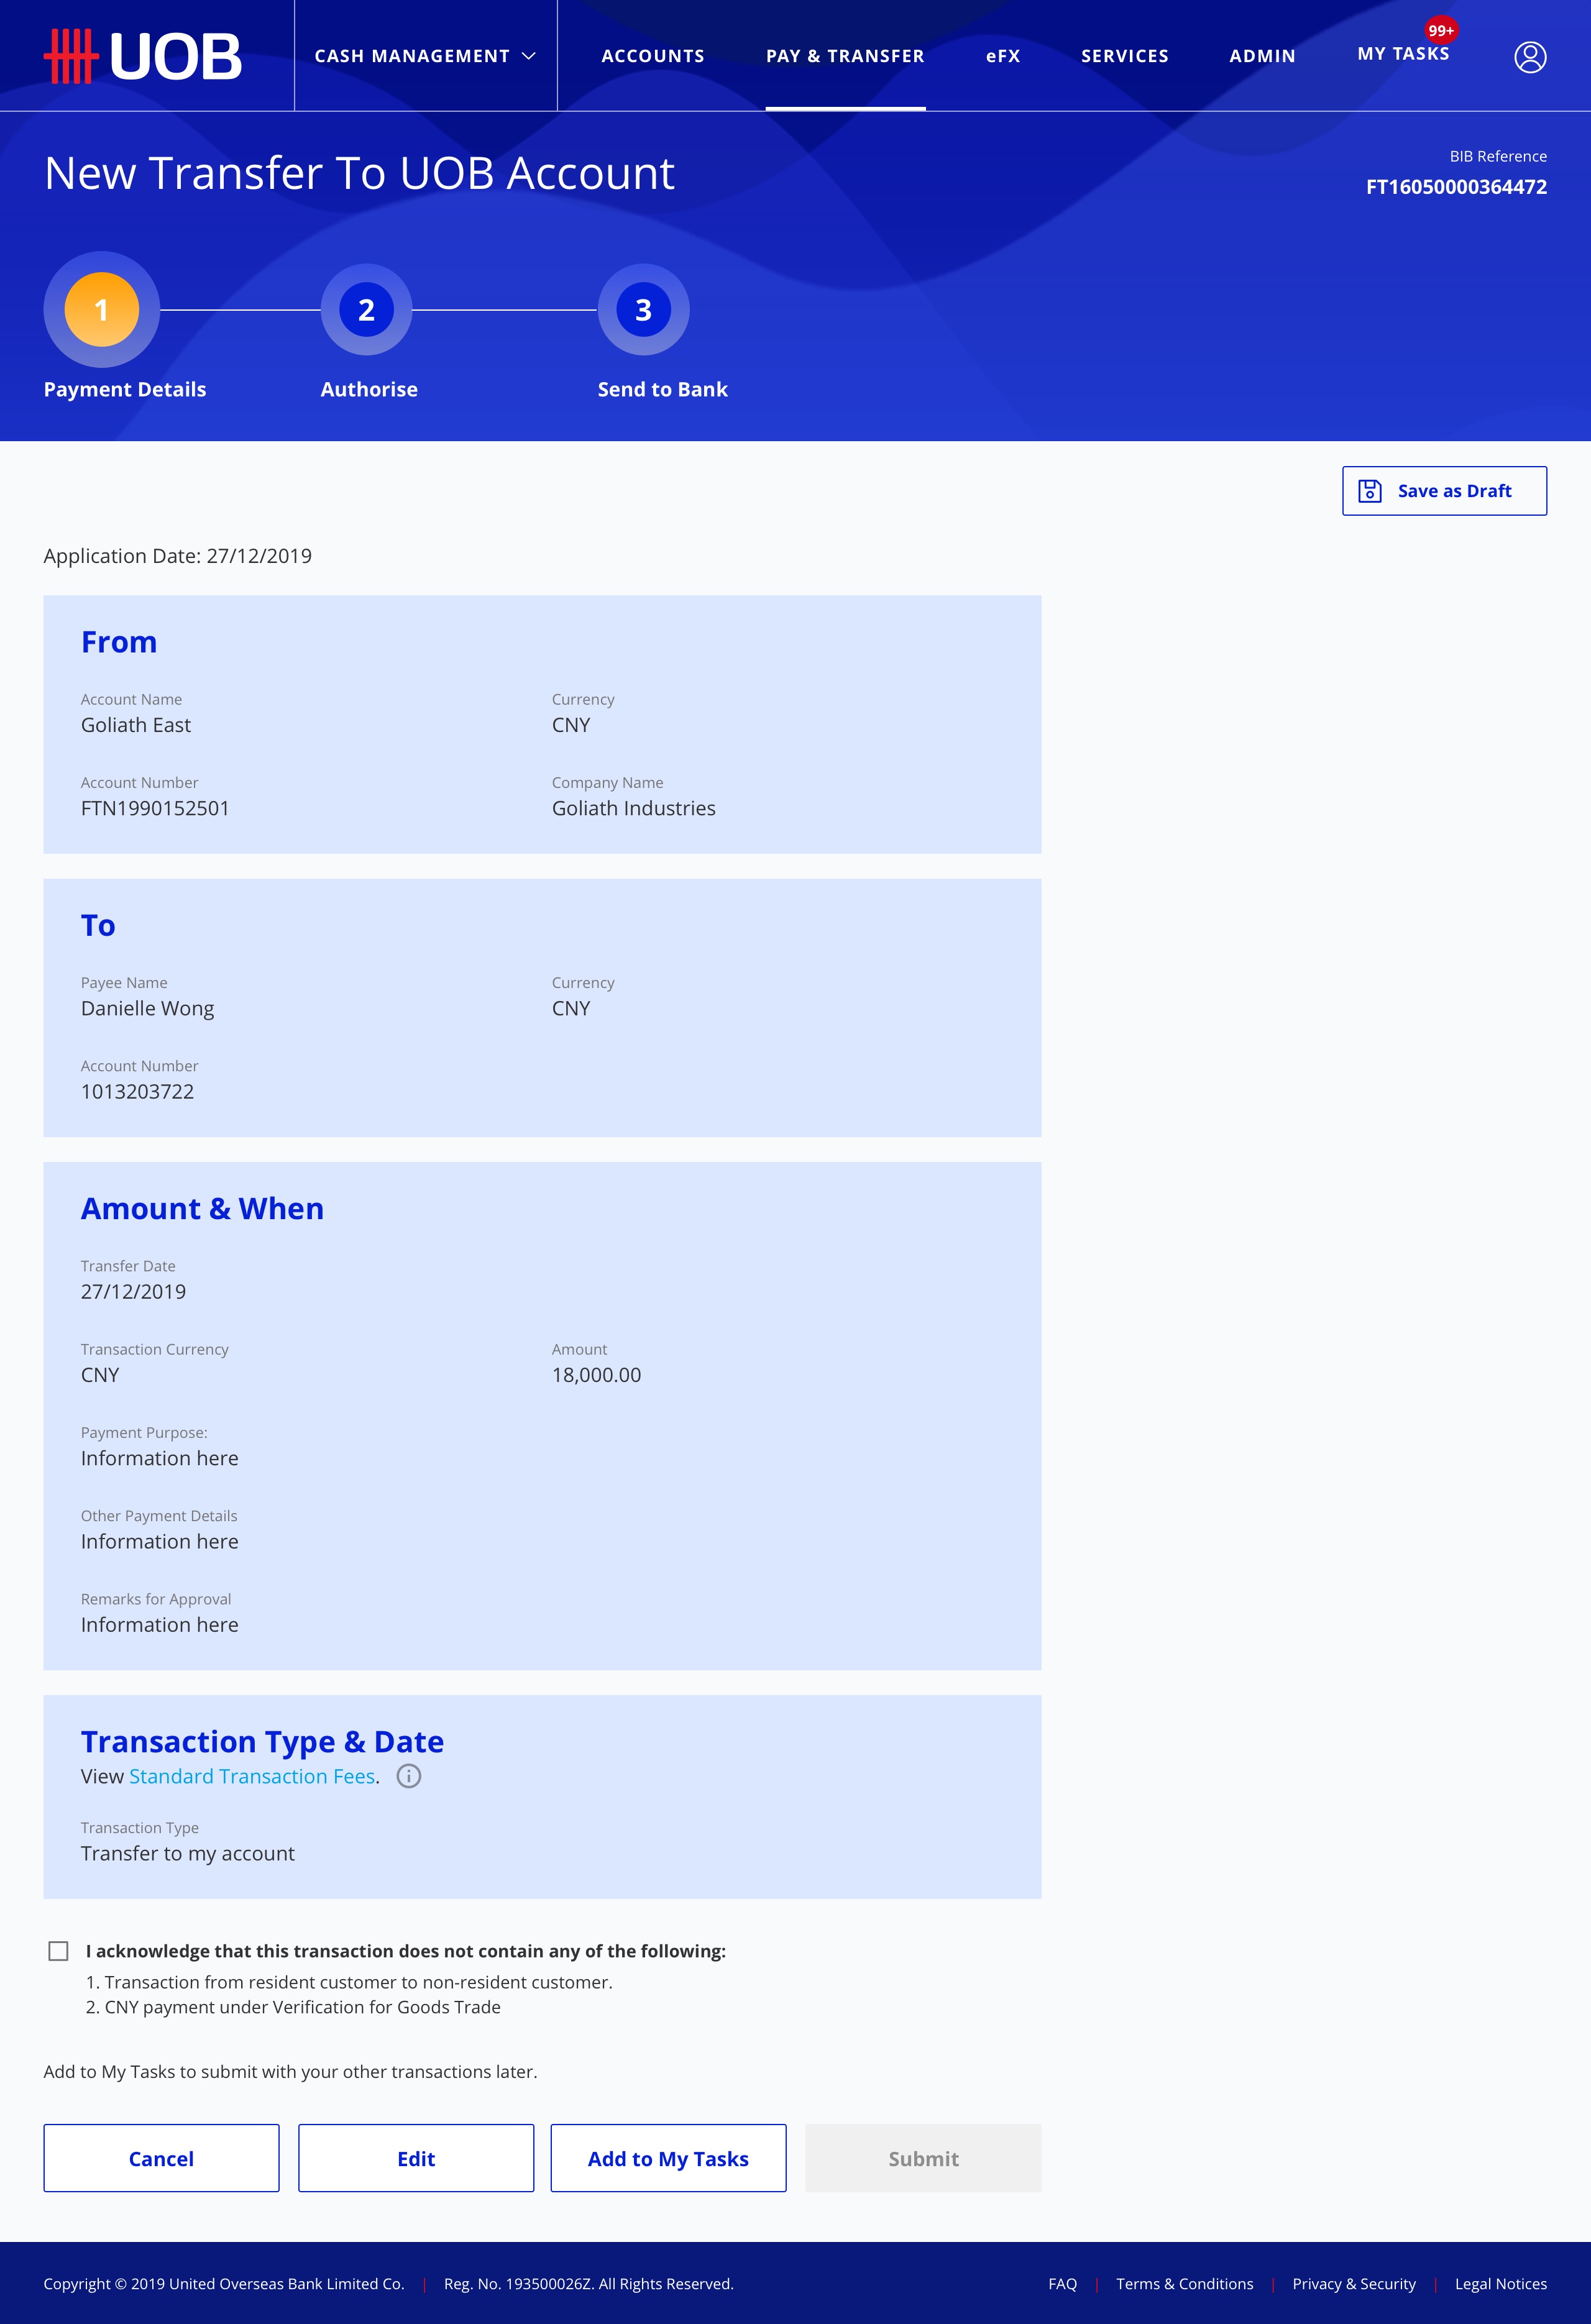 UOB
CASH MANAGEMENT
ACCOUNTS
PAY & TRANSFER
eFX
SERVICES
ADMIN
MY TASKS
99+
New Transfer To UOB Account
BIB Reference
FT16050000364472
1
2
3
Payment Details
Authorise
Send to Bank
Save as Draft
Application Date: 27/12/2019
From
Account Name
Goliath East
Currency
CNY
Account Number
FTN1990152501
Company Name
Goliath Industries
To
Payee Name
Danielle Wong
Currency
CNY
Account Number
1013203722
Amount & When
Transfer Date
27/12/2019
Transaction Currency
CNY
Amount
18,000.00
Payment Purpose:
Information here
Other Payment Details
Information here
Remarks for Approval
Information here
Transaction Type & Date
View Standard Transaction Fees.
Transaction Type
Transfer to my account
I acknowledge that this transaction does not contain any of the following:
1. Transaction from resident customer to non-resident customer.
2. CNY payment under Verification for Goods Trade
Add to My Tasks to submit with your other transactions later.
Cancel
Edit
Add to My Tasks
Submit
Copyright © 2019 United Overseas Bank Limited Co. | Reg. No. 193500026Z. All Rights Reserved.
FAQ | Terms & Conditions | Privacy & Security | Legal Notices